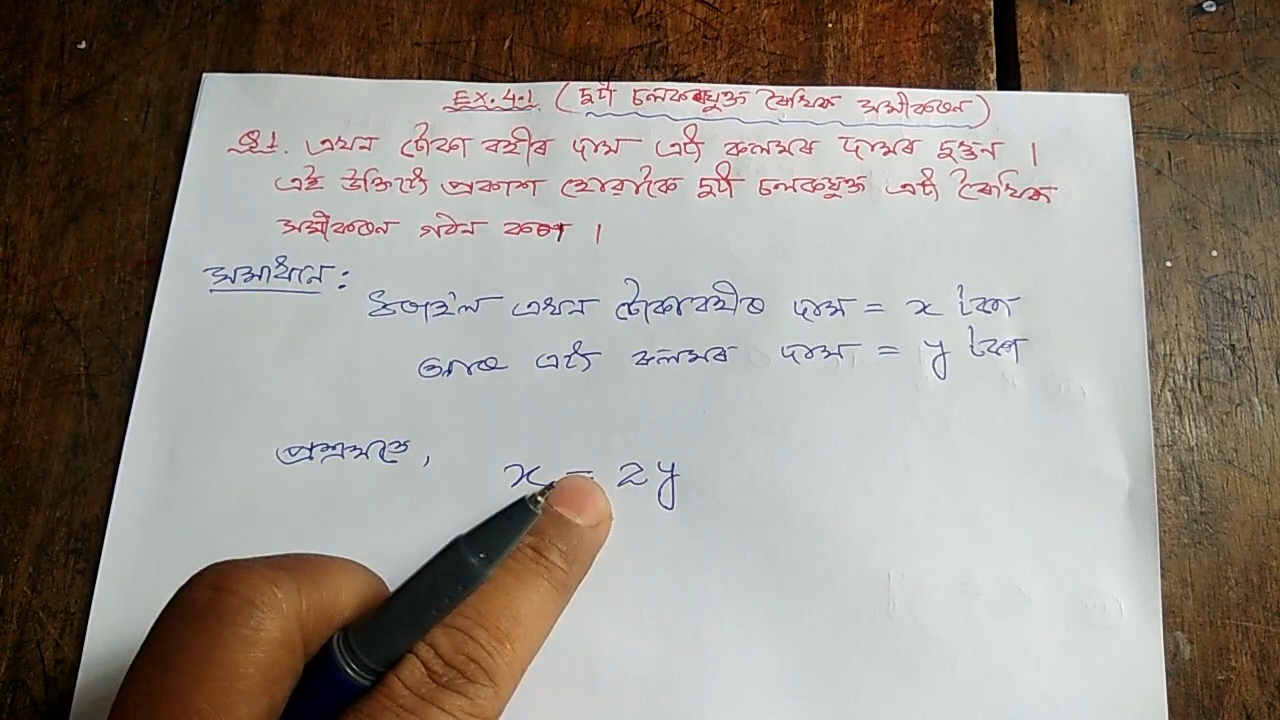 Ex. 4.1 (দুটা চলকযুক্ত ৰৈখিক সমীকৰণ)
Q1. এখন টোকা বহীৰ দাম এটা কলমৰ দামৰ দুগুন ।
এই উক্তিটো প্ৰকাশ হোৱাকৈ দুটা চলকযুক্ত এটা ৰৈখিক
সমীকৰণ গঠন কৰা ।
সমাধান :
ধৰাহ'ল এখন টোকাবহীৰ দাম = x টকা
আৰু এটা কলমৰ দাম = y টকা
প্ৰশ্নমতে, x = 2y